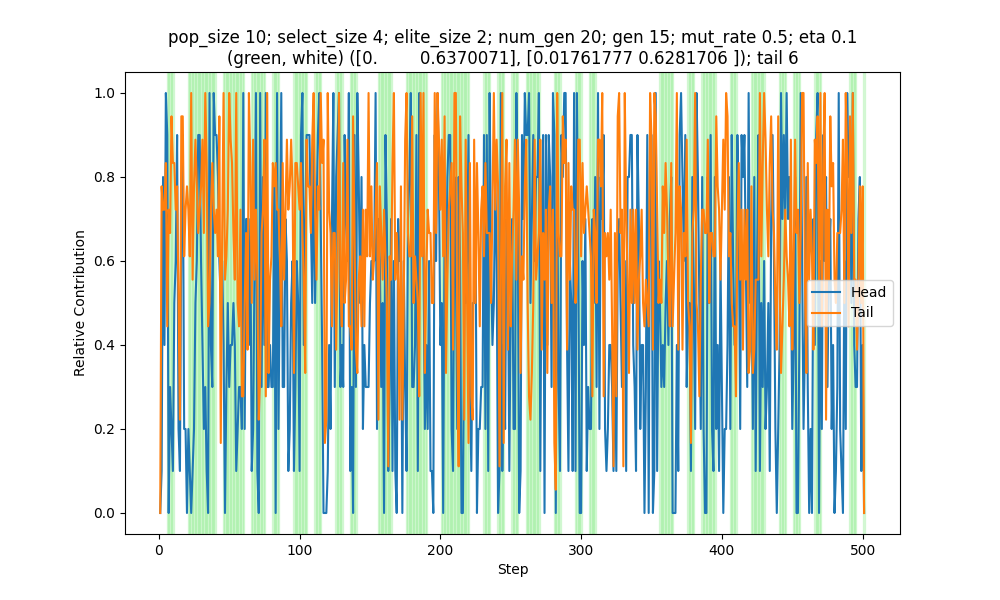 pop_size 10; select_size 4; elite_size 2; num_gen 20; gen 15; mut_rate 0.5; eta 0.1
(green, white) ([0. 0.6370071], [0.01761777 0.6281706 ]); tail 6
1.0
0.8
0.6
0.4
0.2
0.0
Relative Contribution
Head
Tail
0 100 200 300 400 500
Step